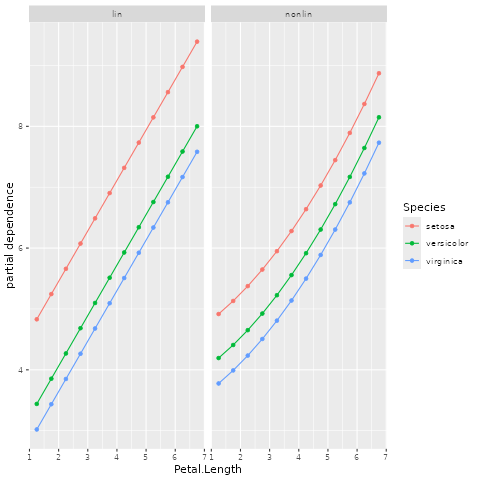 lin nonlin
partial dependence
8
6
4
1 2 3 4 5 6 7 1 2 3 4 5 6 7
Petal.Length
Species
setosa
versicolor
virginica